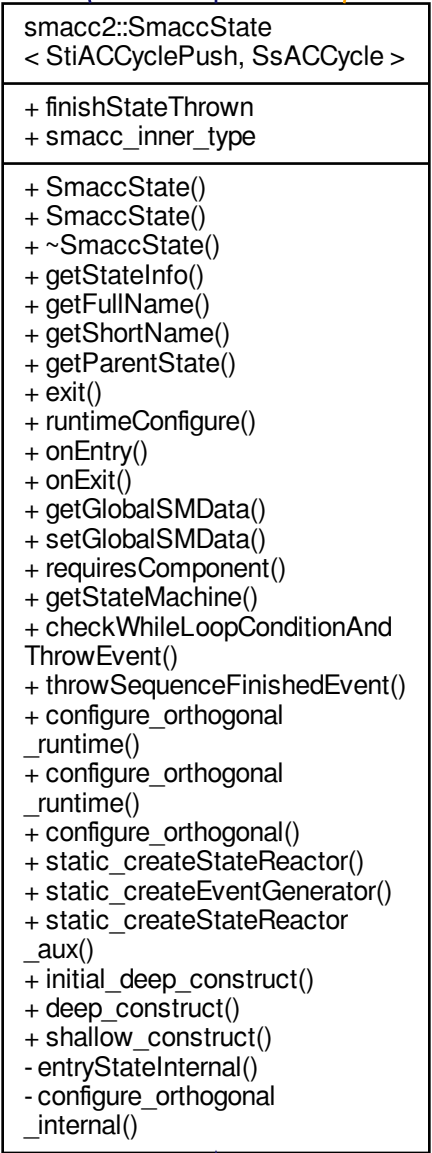 smacc2::SmaccState
< StiACCyclePush, SsACCycle >
+ finishStateThrown
+ smacc_inner_type
+ SmaccState()
+ SmaccState()
+ ~SmaccState()
+ getStateInfo()
+ getFullName()
+ getShortName()
+ getParentState()
+ exit()
+ runtimeConfigure()
+ onEntry()
+ onExit()
+ getGlobalSMData()
+ setGlobalSMData()
+ requiresComponent()
+ getStateMachine()
+ checkWhileLoopConditionAnd
ThrowEvent()
+ throwSequenceFinishedEvent()
+ configure_orthogonal
_runtime()
+ configure_orthogonal
_runtime()
+ configure_orthogonal()
+ static_createStateReactor()
+ static_createEventGenerator()
+ static_createStateReactor
_aux()
+ initial_deep_construct()
+ deep_construct()
+ shallow_construct()
- entryStateInternal()
- configure_orthogonal
_internal()